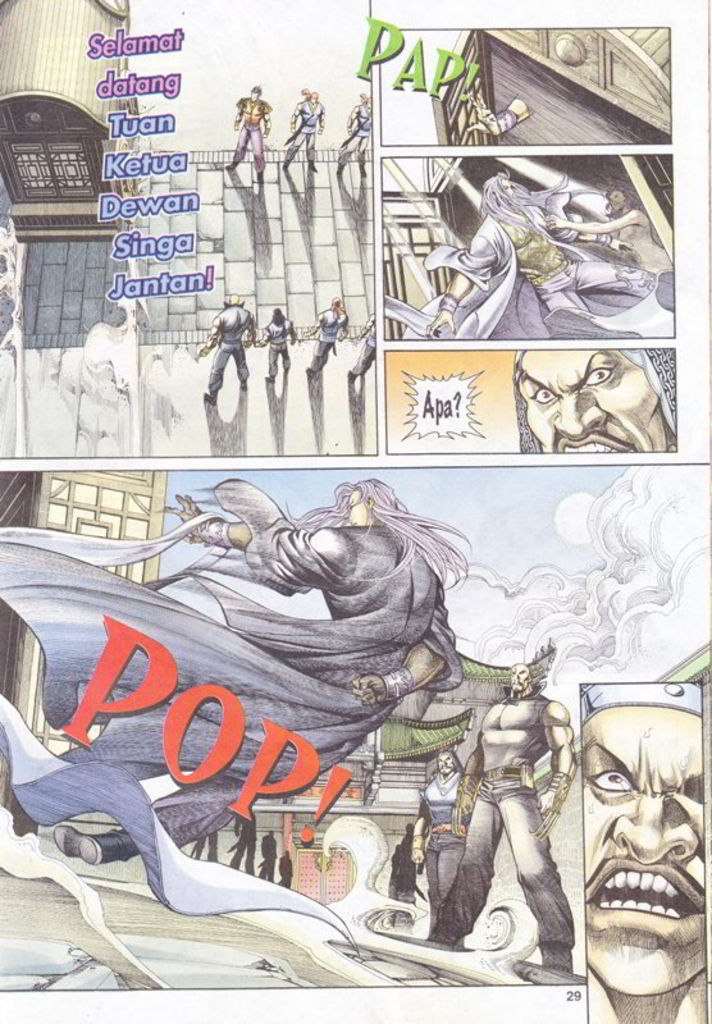 Selamat
datang
Tuan
Ketua
Dewan
Singa
Jantan!
PAP!
Apa?
POP!
29